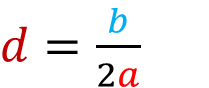 d = b/2a